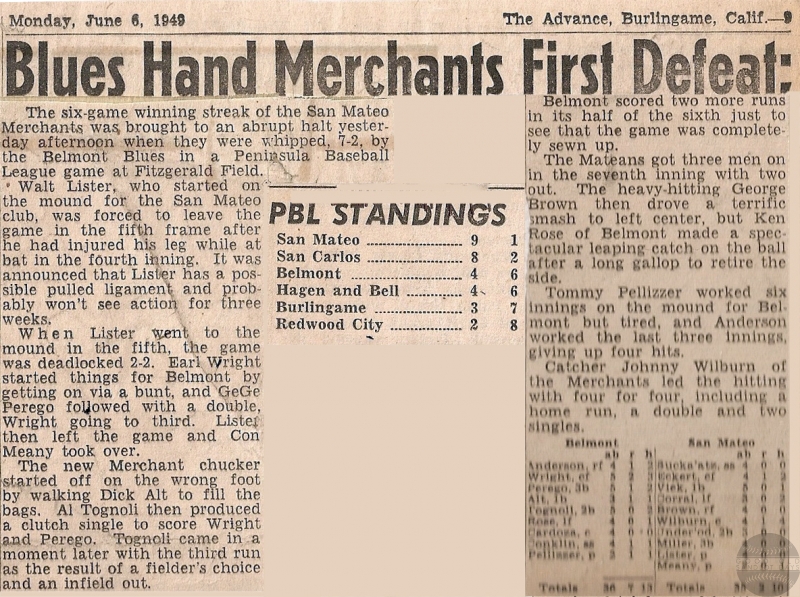 Monday, June 6, 1949
The Advance, Burlingame, Calif.—9
Blues Hand Merchants First Defeat:
The six-game winning streak of the San Mateo
Merchants was brought to an abrupt halt yester-
day afternoon when they were whipped, 7-2, by
the Belmont Blues in a Peninsula Baseball
League game at Fitzgerald Field.
Walt Lister, who started on
the mound for the San Mateo
club, was forced to leave the
game in the fifth frame after
he had injured his leg while at
bat in the fourth inning. It was
announced that Lister has a pos-
sible pulled ligament and prob-
ably won't see action for three
weeks.
When Lister went to the
mound in the fifth, the game
was deadlocked 2-2. Earl Wright
started things for Belmont by
getting on via a bunt, and GeGe
Perego followed with a double,
Wright going to third. Lister
then left the game and Con
Meany took over.
The new Merchant chucker
started off on the wrong foot
by walking Dick Alt to fill the
bags. Al Tognoli then produced
a clutch single to score Wright
and Perego. Tognoli came in a
moment later with the third run
as the result of a fielder's choice
and an infield out.
PBL STANDINGS
San Mateo 9 1
San Carlos 8 2
Belmont 4 6
Hagen and Bell 4 6
Burlingame 3 7
Redwood City 2 8
Belmont scored two more runs
in its half of the sixth just to
see that the game was complete-
ly sewn up.
The Mateans got three men on
in the seventh inning with two
out. The heavy-hitting George
Brown then drove a terrific
smash to left center, but Ken
Rose of Belmont made a spec-
tacular leaping catch on the ball
after a long gallop to retire the
side.
Tommy Pellizzer worked six
innings on the mound for Bel-
mont but tired, and Anderson
worked the last three innings,
giving up four hits.
Catcher Johnny Wilburn of
the Merchants led the hitting
with four for four, including a
home run, a double and two
singles.
Belmont
ab r h
Anderson, rf
Wright, cf
Perego, 3b
Alt, 1b
Tognoli, 2b
Rose, lf
Cardoza, c
Conklin, ss
Pellizzer, p
Totals
San Mateo
ab r h
Eckert, cf
Vlek, 1b
Corral, lf
Brown, rf
Wilburn, c
Under'od, 2b
Miller, 3b
Lister, p
Meany, p
Totals